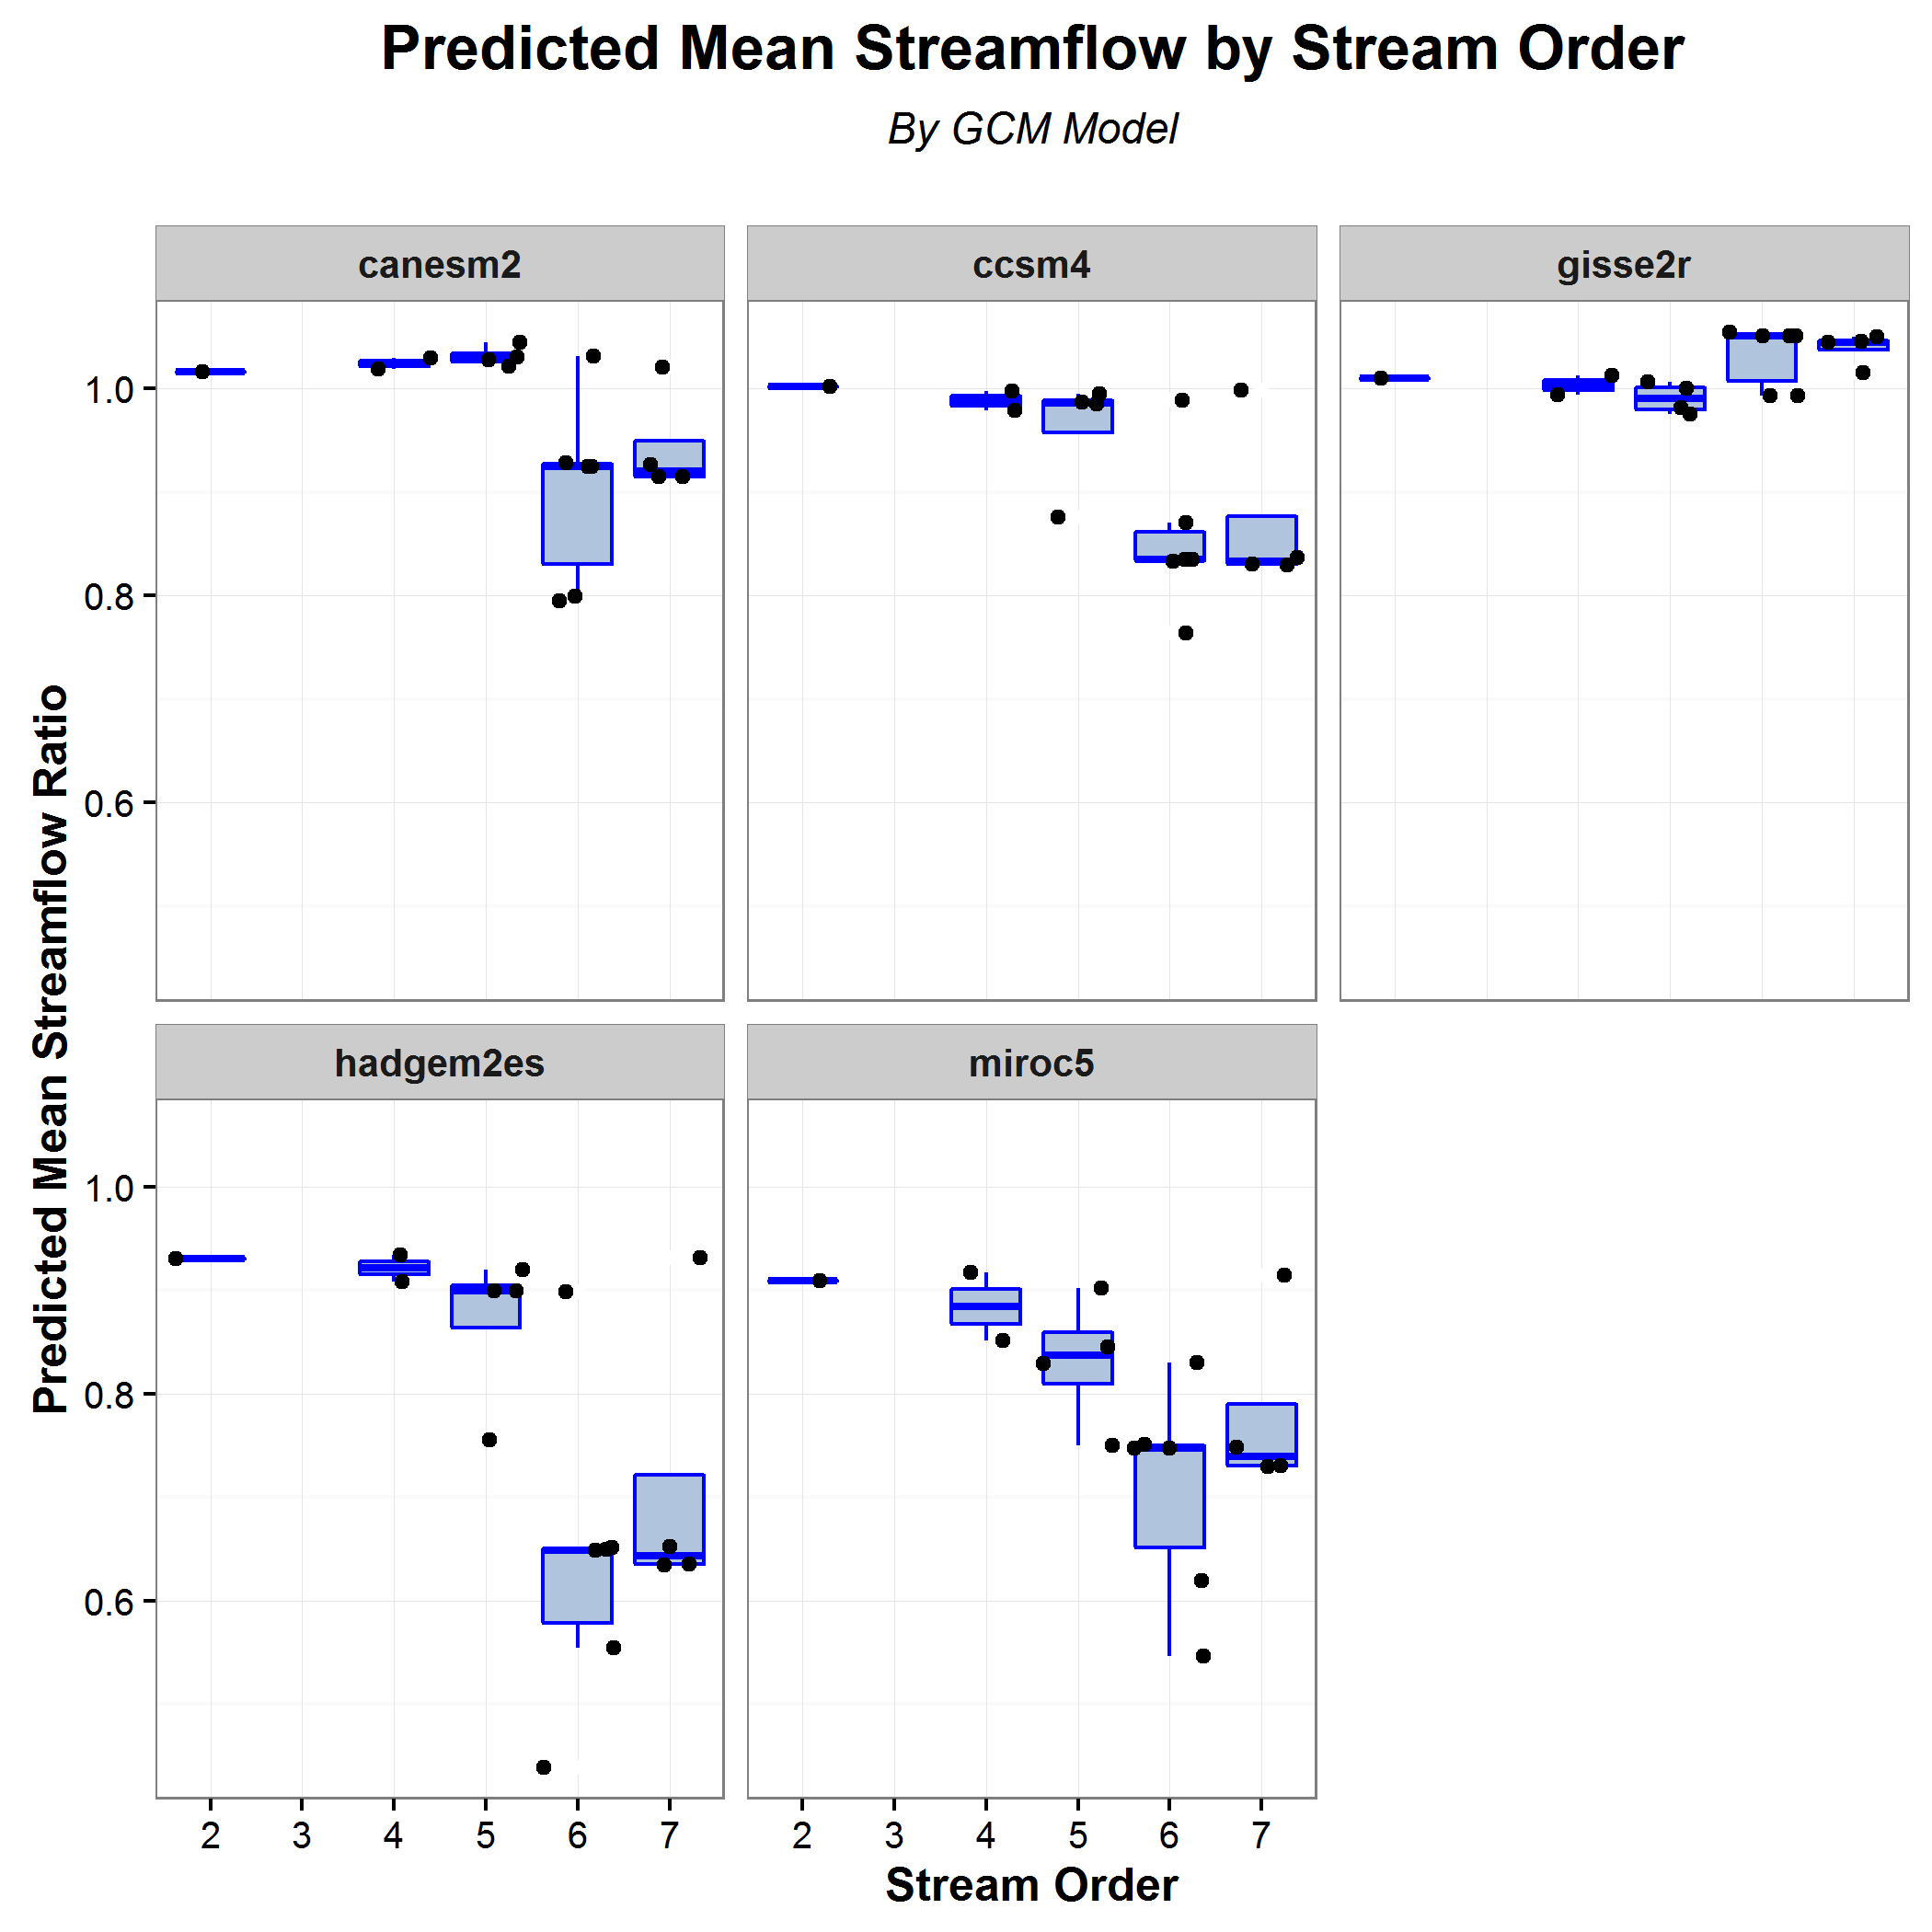 Predicted Mean Streamflow by Stream Order
By GCM Model
canesm2
ccsm4
gisse2r
1.0
0.8
0.6
Predicted Mean Streamflow Ratio
hadgem2es
miroc5
1.0
0.8
0.6
2 3 4 5 6 7
2 3 4 5 6 7
Stream Order